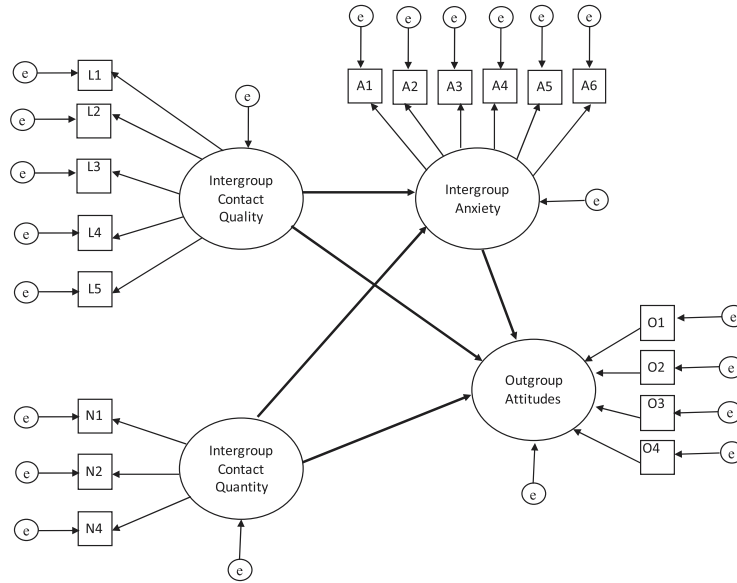 e e e e e e
A1 A2 A3 A4 A5 A6
e L1
e
e L2
e L3
Intergroup
Contact
Quality
Intergroup
Anxiety
e
e L4
e L5
O1 e
O2 e
O3 e
O4 e
Outgroup
Attitudes
e
e N1
e N2
e N4
Intergroup
Contact
Quantity
e